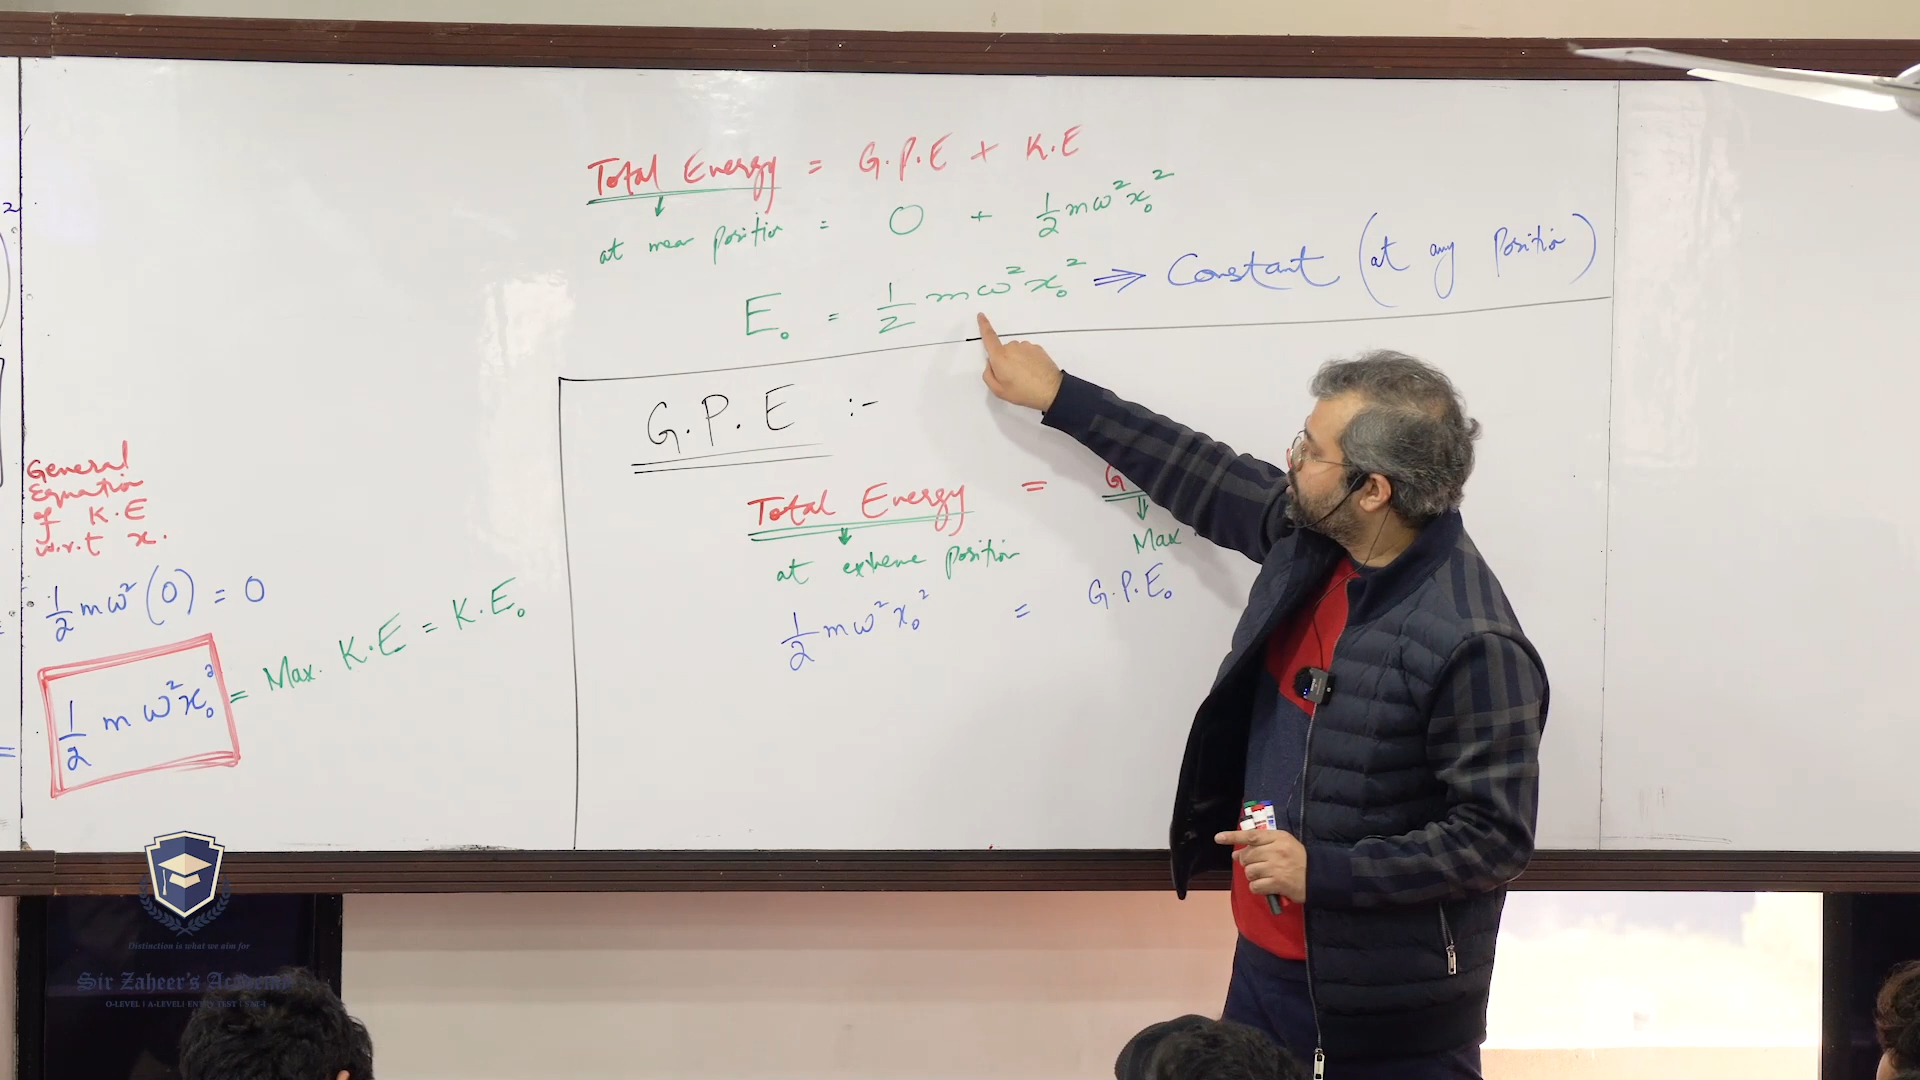 Total Energy = G.P.E + K.E
at mean position = 0 + 1/2 mω²x₀²
E₀ = 1/2 mω²x₀² ⇒ Constant (at any Position)
G.P.E :-
Total Energy = G
at extreme position Max.
1/2 mω²x₀² = G.P.E₀
General
Equation
of K.E
w.r.t x.
1/2 mω² (0) = 0
1/2 m ω²x₀² = Max. K.E = K.E₀
Distinction is what we aim for
Sir Zaheer's Academy